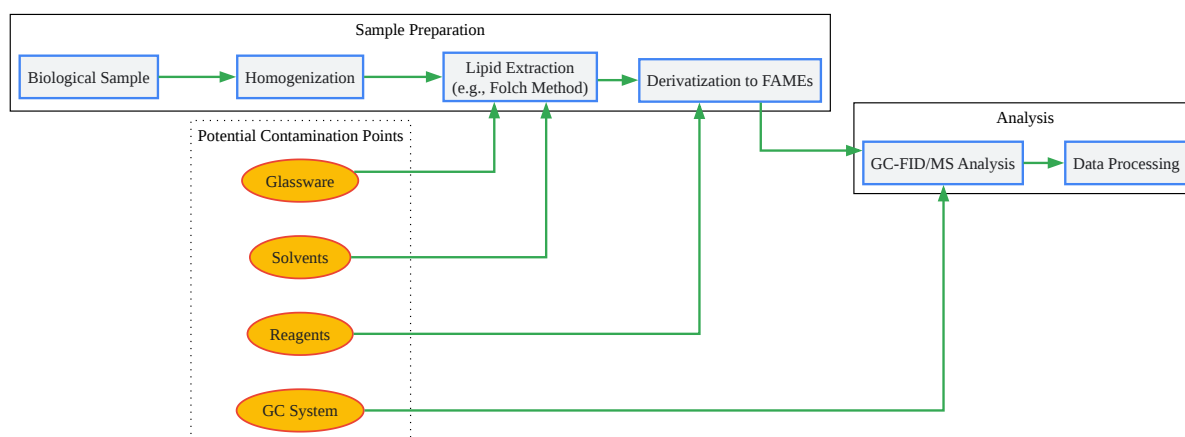 Sample Preparation
Biological Sample
Homogenization
Lipid Extraction
(e.g., Folch Method)
Derivatization to FAMEs
Analysis
GC-FID/MS Analysis
Data Processing
Potential Contamination Points
Glassware
Solvents
Reagents
GC System